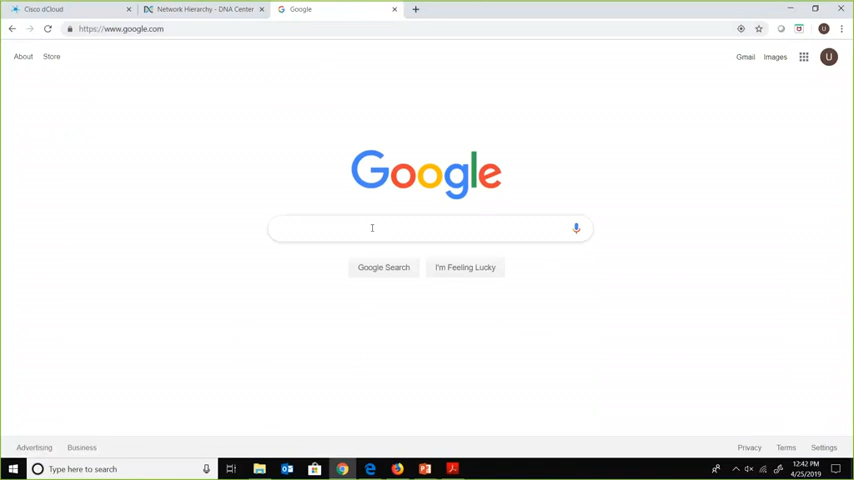 Cisco dCloud
Network Hierarchy - DNA Center
Google
https://www.google.com
About Store
Gmail Images
U
U
Google
Google Search I'm Feeling Lucky
Advertising Business
Privacy Terms Settings
Type here to search
12:42 PM
4/25/2019